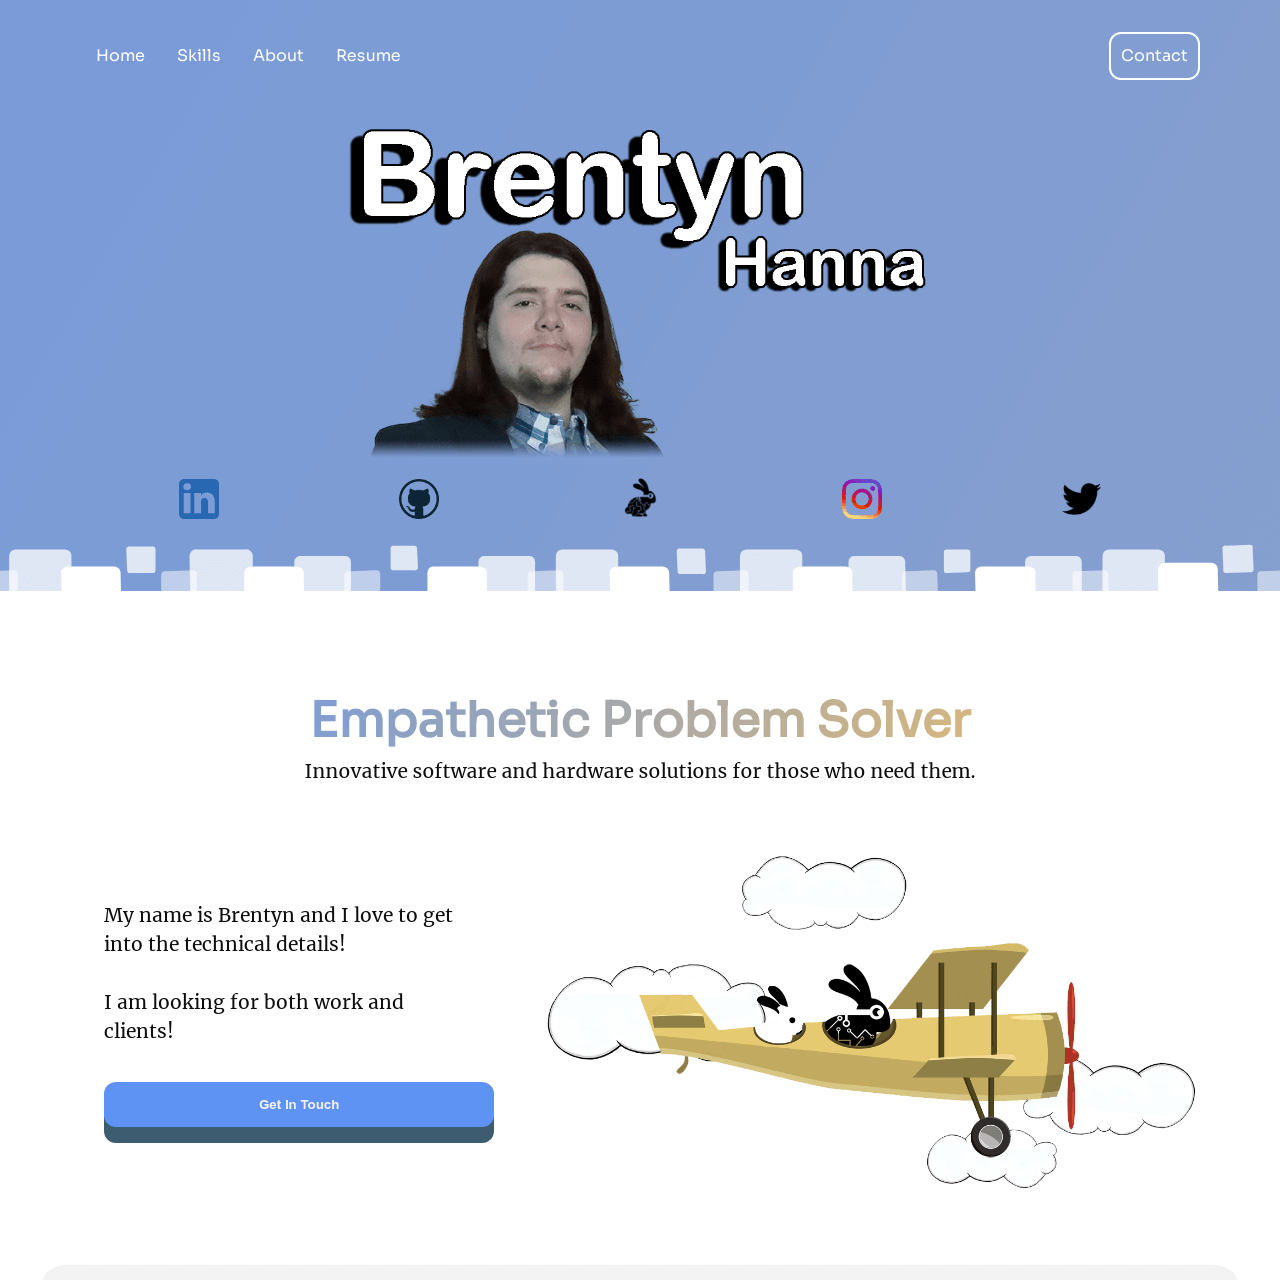 Home Skills About Resume Contact
Brentyn
Hanna
in
Empathetic Problem Solver
Innovative software and hardware solutions for those who need them.
My name is Brentyn and I love to get
into the technical details!
I am looking for both work and
clients!
Get In Touch